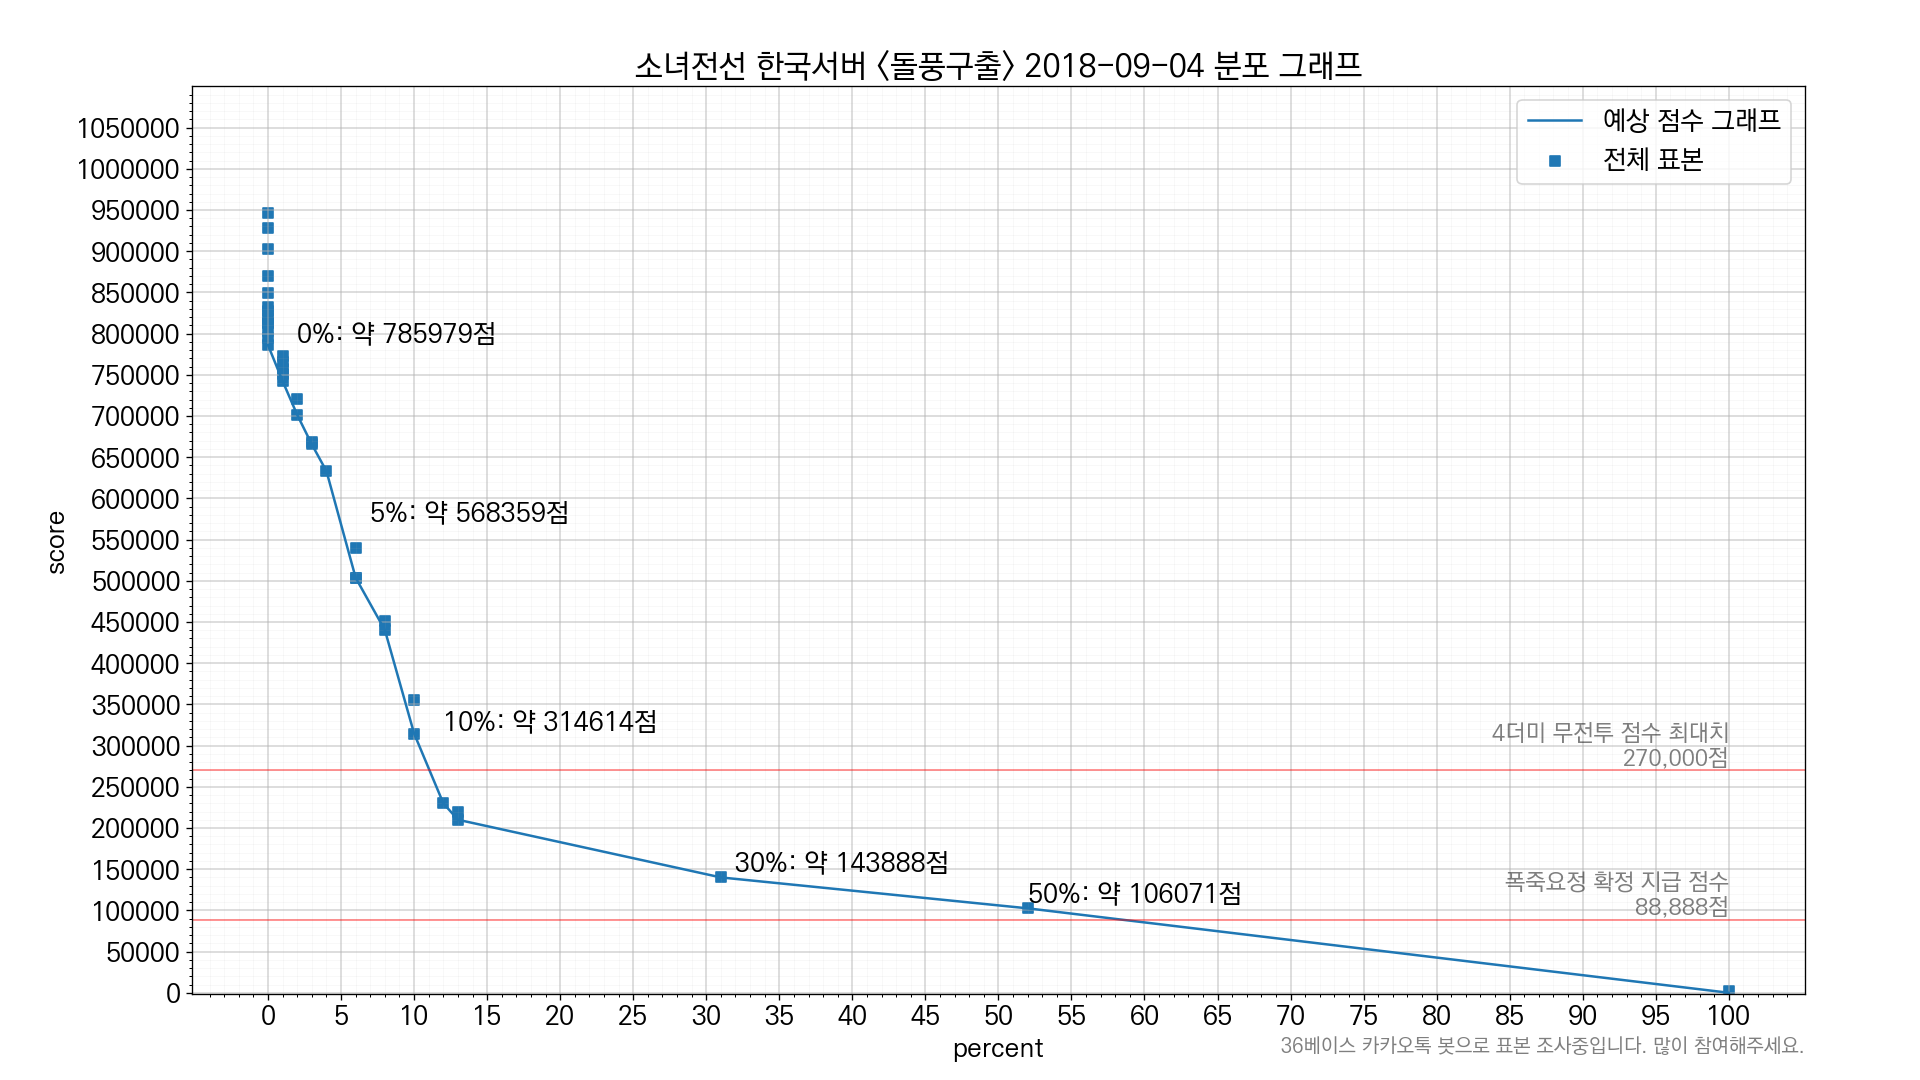 소녀전선 한국서버 〈돌풍구출〉 2018-09-04 분포 그래프
예상 점수 그래프
전체 표본
1050000
1000000
950000
900000
850000
800000
750000
700000
650000
600000
550000
500000
450000
400000
350000
300000
250000
200000
150000
100000
50000
0
score
0%: 약 785979점
5%: 약 568359점
10%: 약 314614점
30%: 약 143888점
50%: 약 106071점
4더미 무전투 점수 최대치
270,000점
폭죽요정 확정 지급 점수
88,888점
0 5 10 15 20 25 30 35 40 45 50 55 60 65 70 75 80 85 90 95 100
percent
36베이스 카카오톡 봇으로 표본 조사중입니다. 많이 참여해주세요.